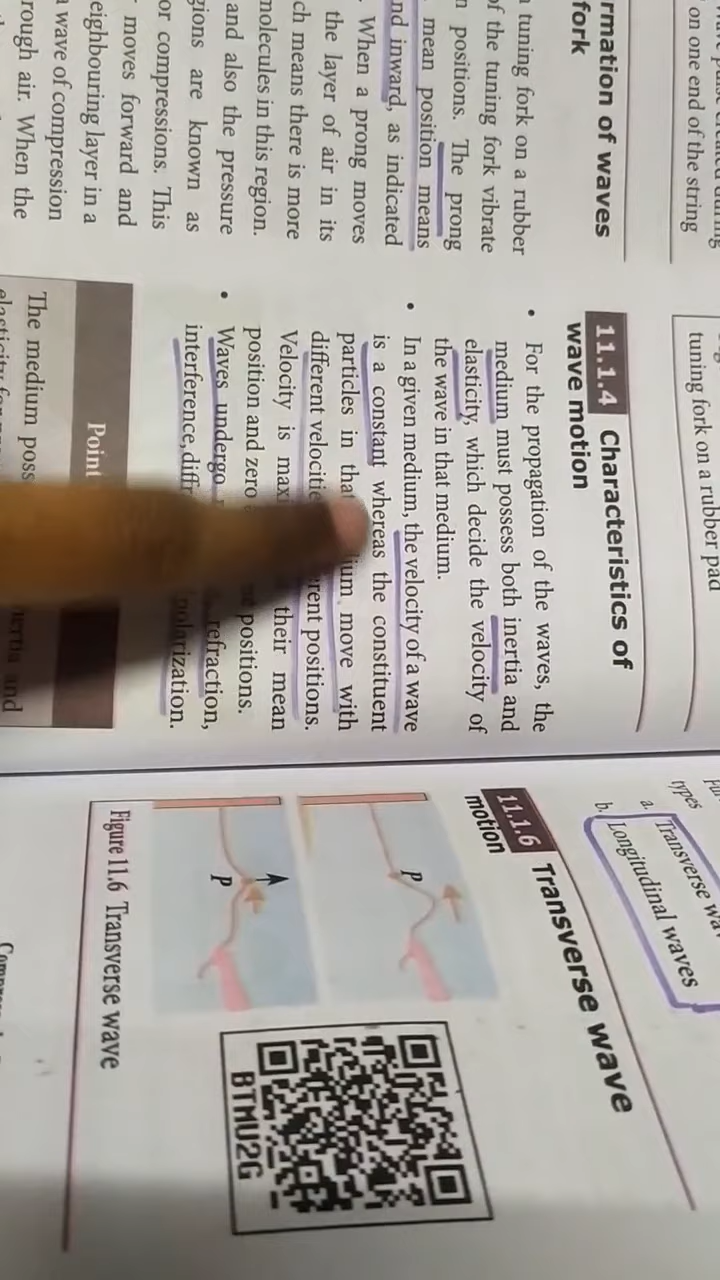 on one end of the string
rmation of waves
fork
tuning fork on a rubber
of the tuning fork vibrate
positions. The prong
mean position means
nd inward, as indicated
. When a prong moves
the layer of air in its
ch means there is more
molecules in this region.
and also the pressure
gions are known as
or compressions. This
moves forward and
eighbouring layer in a
wave of compression
rough air. When the
tuning fork on a rubber pad
11.1.4 Characteristics of
wave motion
• For the propagation of the waves, the
medium must possess both inertia and
elasticity, which decide the velocity of
the wave in that medium.
• In a given medium, the velocity of a wave
is a constant whereas the constituent
particles in that move with
different positions.
Velocity is their mean
position and zero positions.
• Waves undergo refraction,
interference, polarization.
Point
The medium
and
types
a. Transverse
b. Longitudinal waves
11.1.6 Transverse wave
motion
P
P
BTMU2G
Figure 11.6 Transverse wave